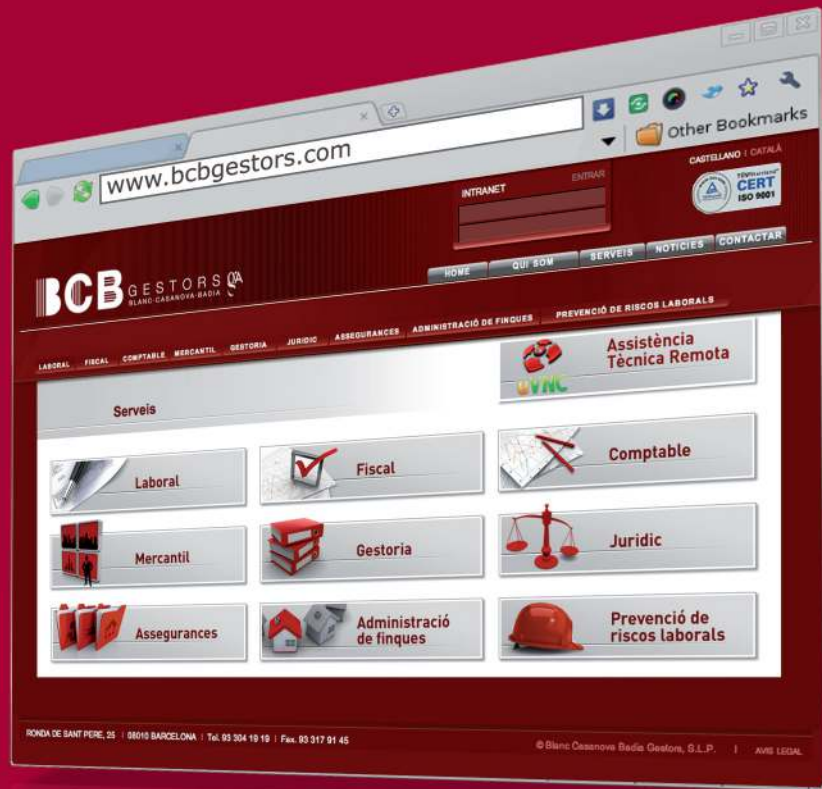 www.bcbgestors.com
Other Bookmarks
CASTELLANO | CATALÀ
INTRANET
ENTRAR
CERT
ISO 9001
BCB GESTORS
BLANC·CASANOVA·BADIA
HOME
QUI SOM
SERVEIS
NOTICIES
CONTACTAR
LABORAL
FISCAL
COMPTABLE
MERCANTIL
GESTORIA
JURIDIC
ASSEGURANCES
ADMINISTRACIÓ DE FINQUES
PREVENCIÓ DE RISCOS LABORALS
uVNC
Assistència
Tècnica Remota
Serveis
Laboral
Fiscal
Comptable
Mercantil
Gestoria
Juridic
Assegurances
Administració
de finques
Prevenció de
riscos laborals
RONDA DE SANT PERE, 25 | 08010 BARCELONA | Tel. 93 304 19 19 | Fax. 93 317 91 45
© Blanc Casanova Badia Gestors, S.L.P. | AVIS LEGAL